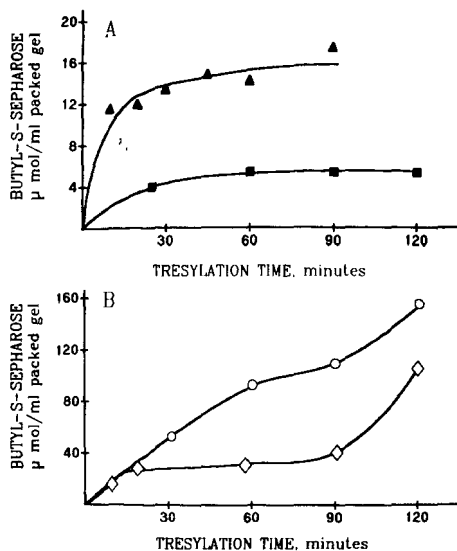 A
BUTYL-S-SEPHAROSE
μ mol/ml packed gel
20
16
12
8
4
30
60
90
120
TRESYLATION TIME, minutes
B
BUTYL-S-SEPHAROSE
μ mol/ml packed gel
160
120
80
40
30
60
90
120
TRESYLATION TIME, minutes